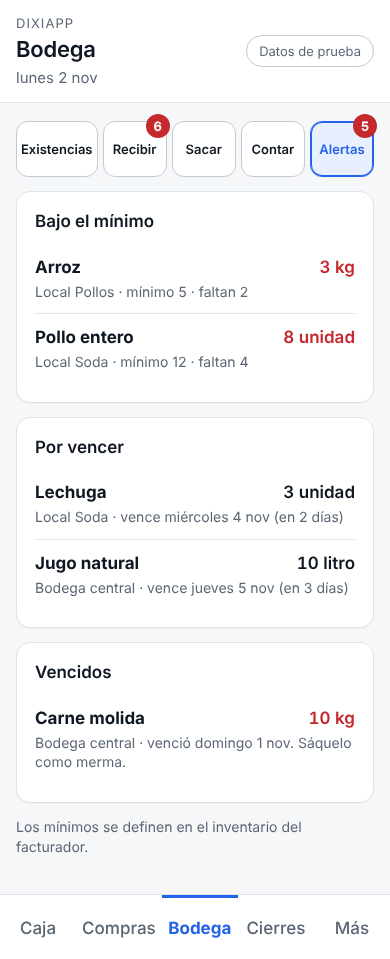 DIXIAPP
Bodega
lunes 2 nov
Datos de prueba
Existencias
Recibir
6
Sacar
Contar
Alertas
5
Bajo el mínimo
Arroz
3 kg
Local Pollos · mínimo 5 · faltan 2
Pollo entero
8 unidad
Local Soda · mínimo 12 · faltan 4
Por vencer
Lechuga
3 unidad
Local Soda · vence miércoles 4 nov (en 2 días)
Jugo natural
10 litro
Bodega central · vence jueves 5 nov (en 3 días)
Vencidos
Carne molida
10 kg
Bodega central · venció domingo 1 nov. Sáquelo
como merma.
Los mínimos se definen en el inventario del
facturador.
Caja
Compras
Bodega
Cierres
Más